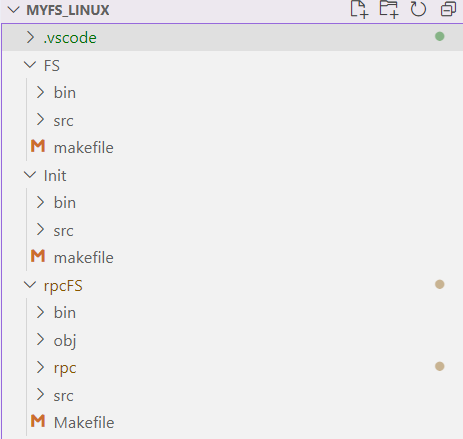 MYFS_LINUX
.vscode
FS
bin
src
makefile
Init
bin
src
makefile
rpcFS
bin
obj
rpc
src
Makefile